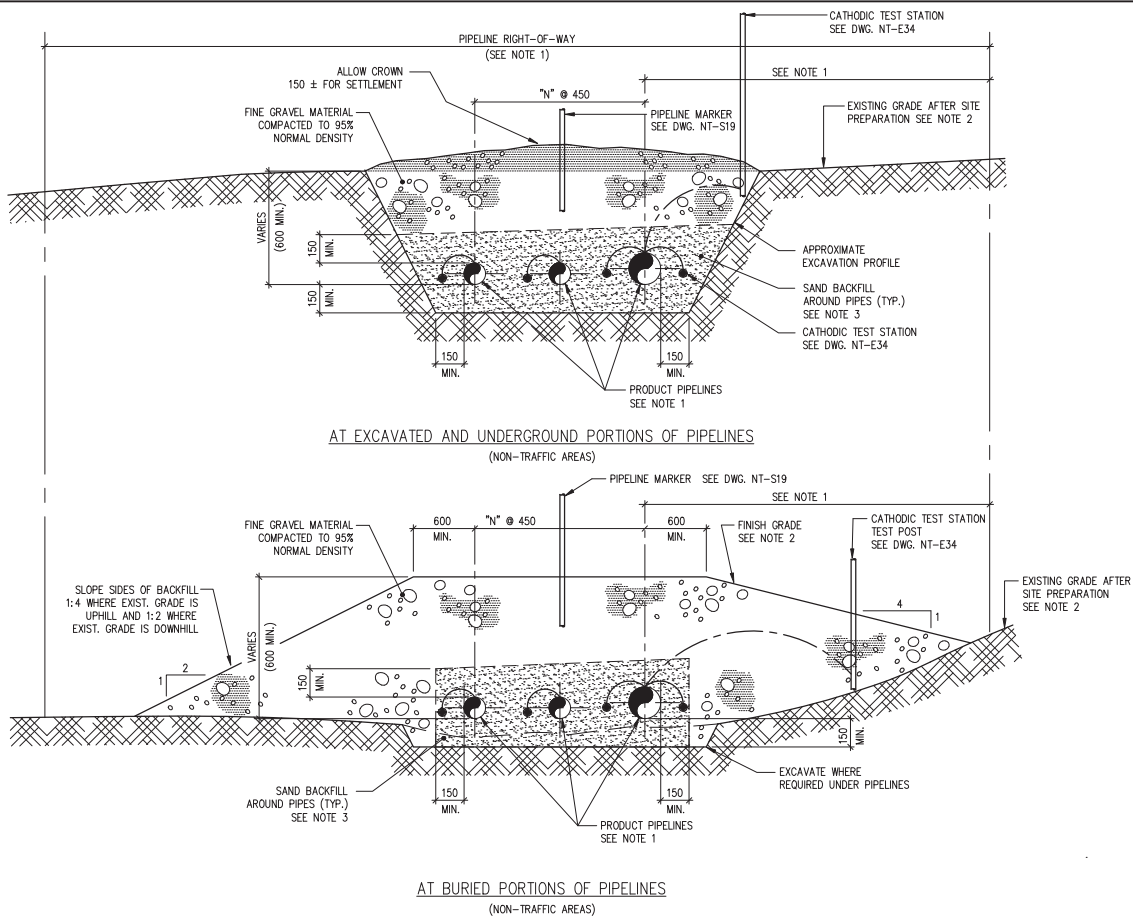 PIPELINE RIGHT-OF-WAY
(SEE NOTE 1)
CATHODIC TEST STATION
SEE DWG. NT-E34
ALLOW CROWN
150 ± FOR SETTLEMENT
SEE NOTE 1
"N" @ 450
FINE GRAVEL MATERIAL
COMPACTED TO 95%
NORMAL DENSITY
PIPELINE MARKER
SEE DWG. NT-S19
EXISTING GRADE AFTER SITE
PREPARATION SEE NOTE 2
VARIES
(600 MIN.)
150
MIN.
150
MIN.
APPROXIMATE
EXCAVATION PROFILE
SAND BACKFILL
AROUND PIPES (TYP.)
SEE NOTE 3
CATHODIC TEST STATION
SEE DWG. NT-E34
150
MIN.
150
MIN.
PRODUCT PIPELINES
SEE NOTE 1
AT EXCAVATED AND UNDERGROUND PORTIONS OF PIPELINES
(NON-TRAFFIC AREAS)
PIPELINE MARKER SEE DWG. NT-S19
SEE NOTE 1
FINE GRAVEL MATERIAL
COMPACTED TO 95%
NORMAL DENSITY
600
MIN.
"N" @ 450
600
MIN.
FINISH GRADE
SEE NOTE 2
CATHODIC TEST STATION
TEST POST
SEE DWG. NT-E34
SLOPE SIDES OF BACKFILL
1:4 WHERE EXIST. GRADE IS
UPHILL AND 1:2 WHERE
EXIST. GRADE IS DOWNHILL
EXISTING GRADE AFTER
SITE PREPARATION
SEE NOTE 2
4
1
2
1
VARIES
(600 MIN.)
150
MIN.
150
MIN.
SAND BACKFILL
AROUND PIPES (TYP.)
SEE NOTE 3
150
MIN.
150
MIN.
EXCAVATE WHERE
REQUIRED UNDER PIPELINES
PRODUCT PIPELINES
SEE NOTE 1
AT BURIED PORTIONS OF PIPELINES
(NON-TRAFFIC AREAS)